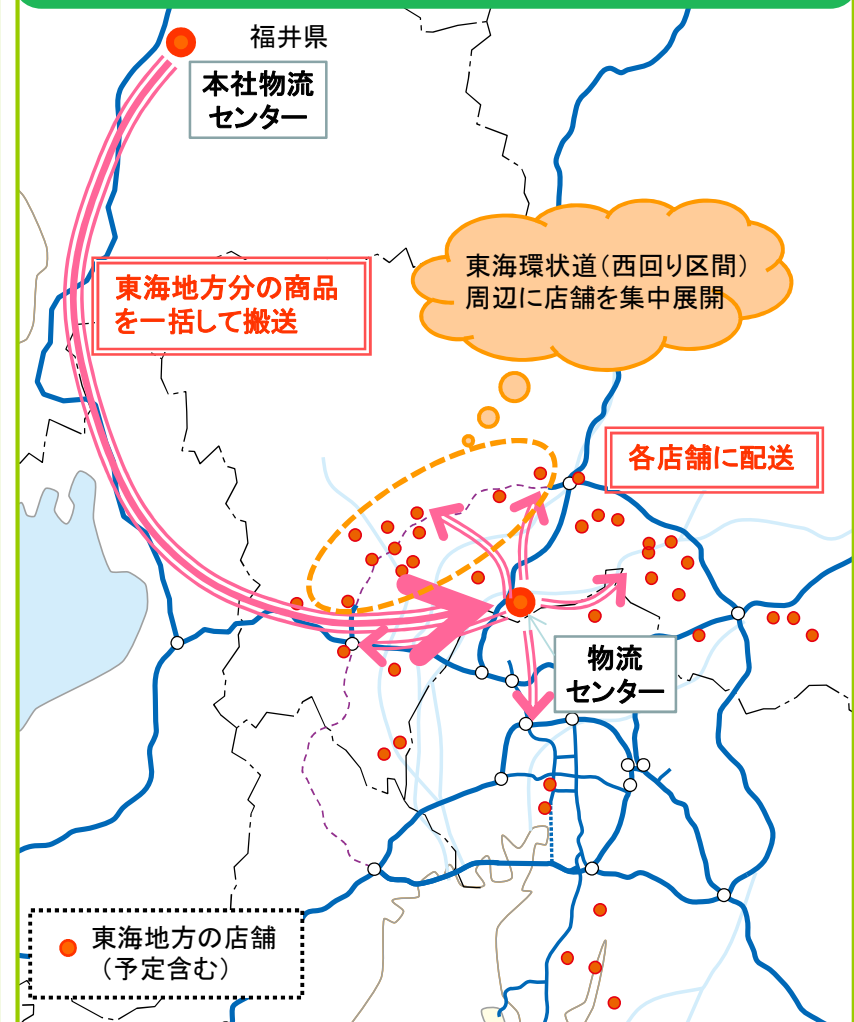 福井県
本社物流
センター
東海環状道（西回り区間）
周辺に店舗を集中展開
東海地方分の商品
を一括して搬送
各店舗に配送
物流
センター
東海地方の店舗
（予定含む）